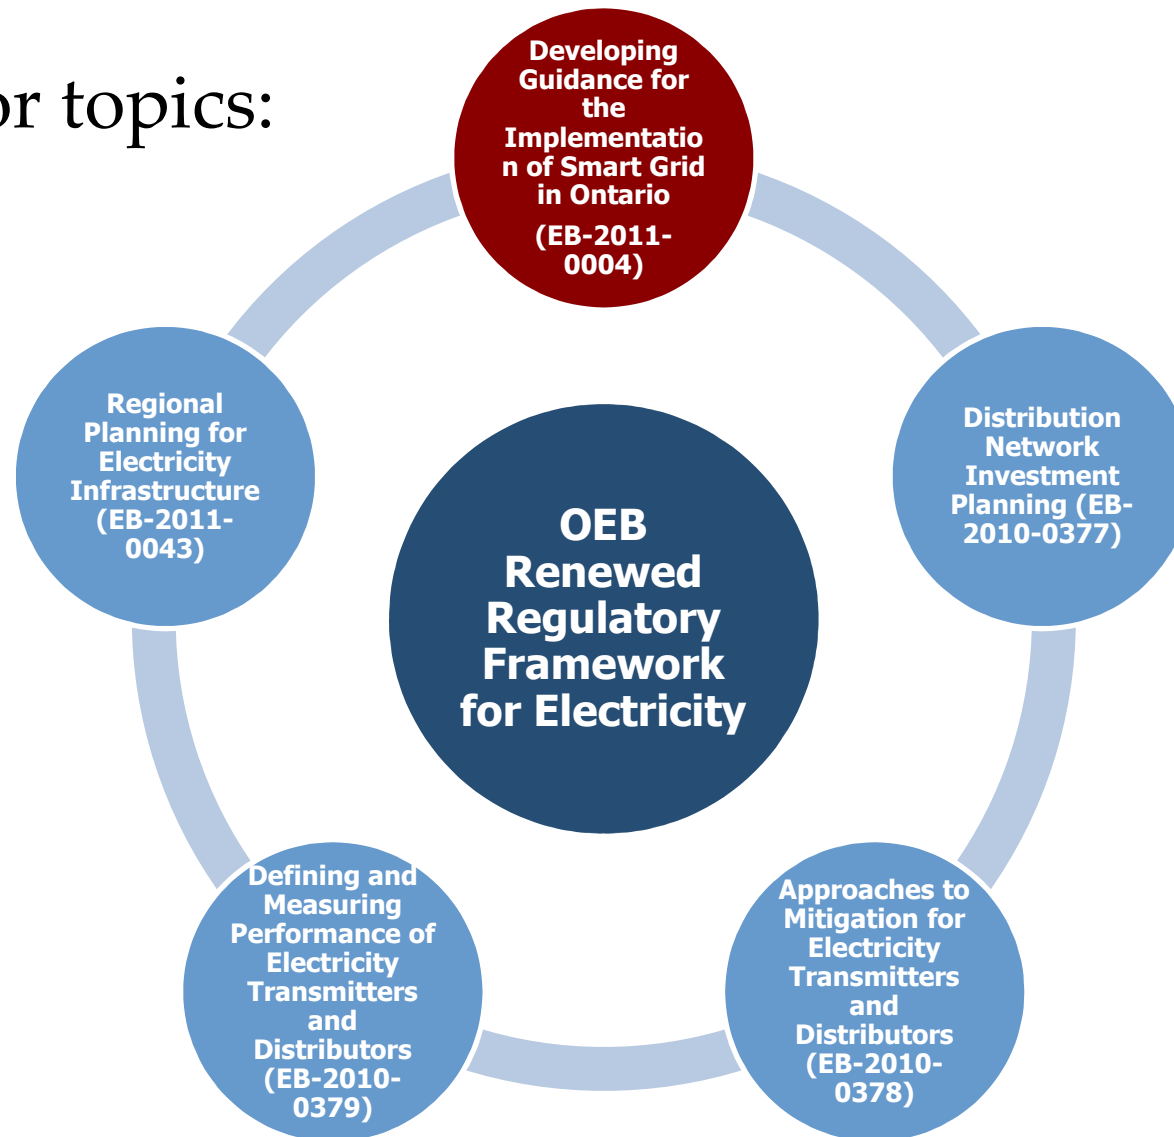 or topics:
Developing
Guidance for
the
Implementatio
n of Smart Grid
in Ontario
(EB-2011-
0004)
Distribution
Network
Investment
Planning (EB-
2010-0377)
Approaches to
Mitigation for
Electricity
Transmitters
and
Distributors
(EB-2010-
0378)
Defining and
Measuring
Performance of
Electricity
Transmitters
and
Distributors
(EB-2010-
0379)
Regional
Planning for
Electricity
Infrastructure
(EB-2011-
0043)
OEB
Renewed
Regulatory
Framework
for Electricity